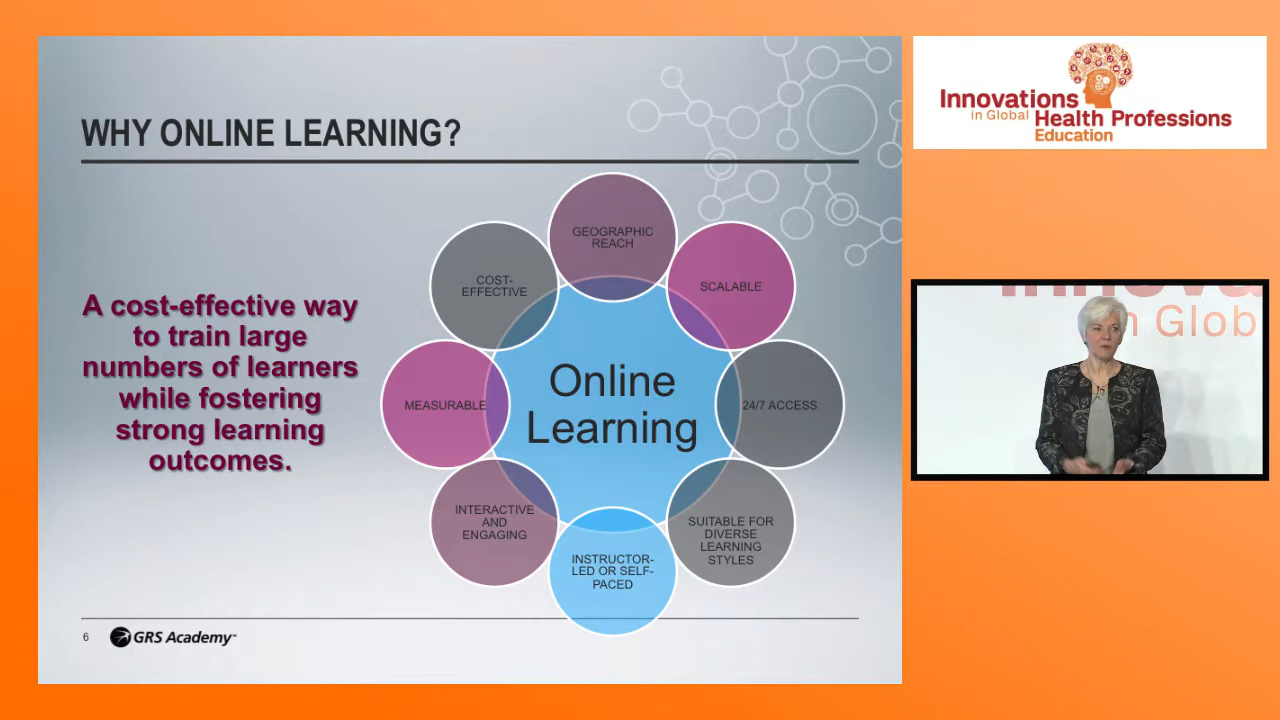 WHY ONLINE LEARNING?
A cost-effective way
to train large
numbers of learners
while fostering
strong learning
outcomes.
GEOGRAPHIC
REACH
SCALABLE
24/7 ACCESS
SUITABLE FOR
DIVERSE
LEARNING
STYLES
INSTRUCTOR-
LED OR SELF-
PACED
INTERACTIVE
AND
ENGAGING
MEASURABLE
COST-
EFFECTIVE
Online
Learning
6
GRS Academy™
Innovations
in Global Health Professions
Education
Innova
in Glob